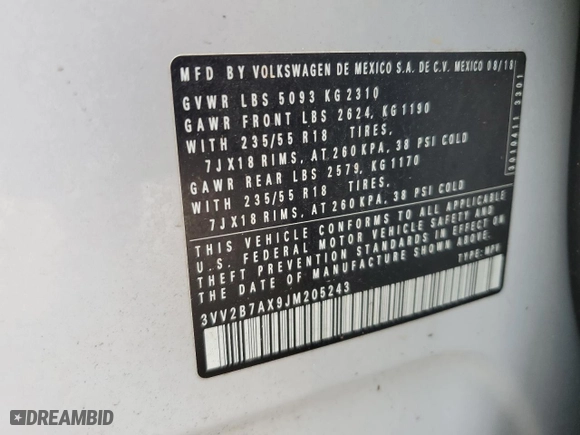 MFD BY VOLKSWAGEN DE MEXICO S.A. DE C.V. MEXICO 08/18
GVWR LBS 5093 KG 2310
GAWR FRONT LBS 2624, KG 1190
WITH 235/55 R18 TIRES,
7JX18 RIMS, AT 260 KPA, 38 PSI COLD
GAWR REAR LBS 2579, KG 1170
WITH 235/55 R18 TIRES,
7JX18 RIMS, AT 260 KPA, 38 PSI COLD
THIS VEHICLE CONFORMS TO ALL APPLICABLE
U.S. FEDERAL MOTOR VEHICLE SAFETY AND
THEFT PREVENTION STANDARDS IN EFFECT ON
THE DATE OF MANUFACTURE
TYPE: MPV
3VV2B7AX9JM205243
3010411 3301
DREAMBID